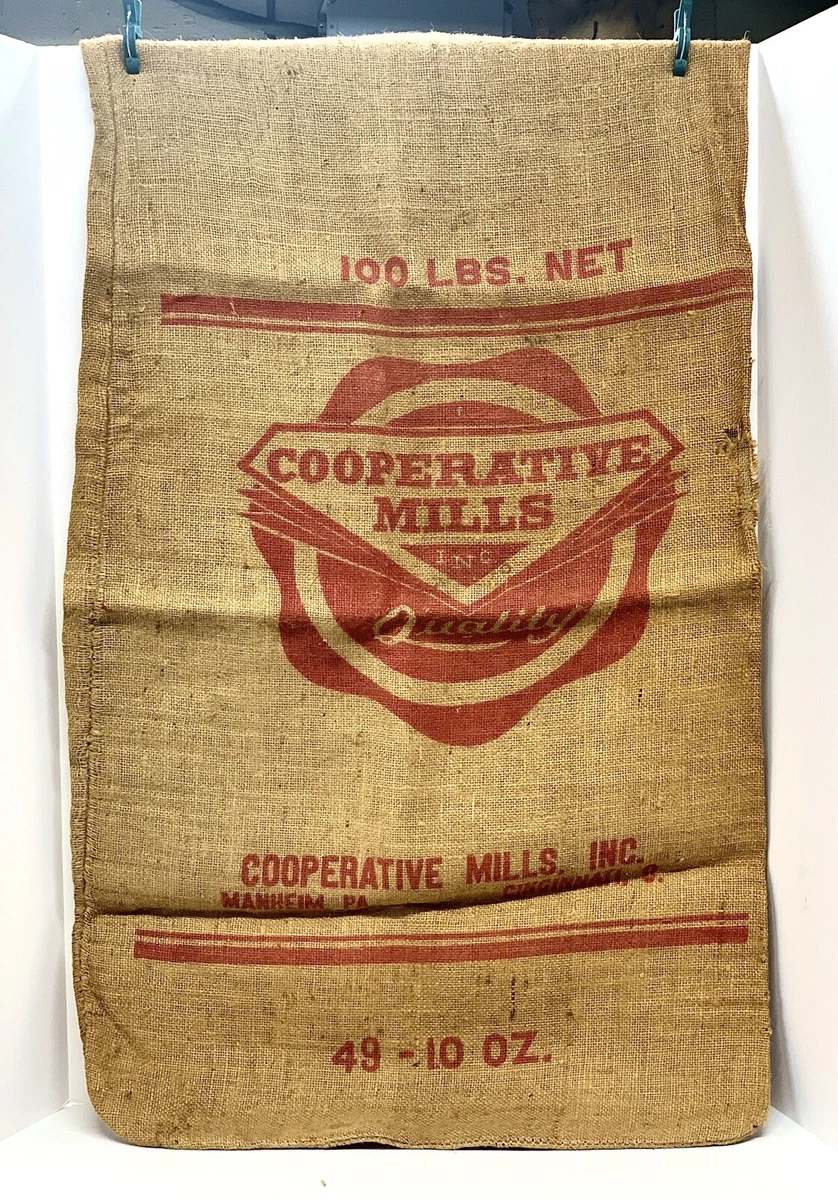 100 LBS. NET
COOPERATIVE
MILLS
INC
Quality
COOPERATIVE MILLS, INC.
MANHEIM, PA. CINCINNATI, O.
49 - 10 OZ.